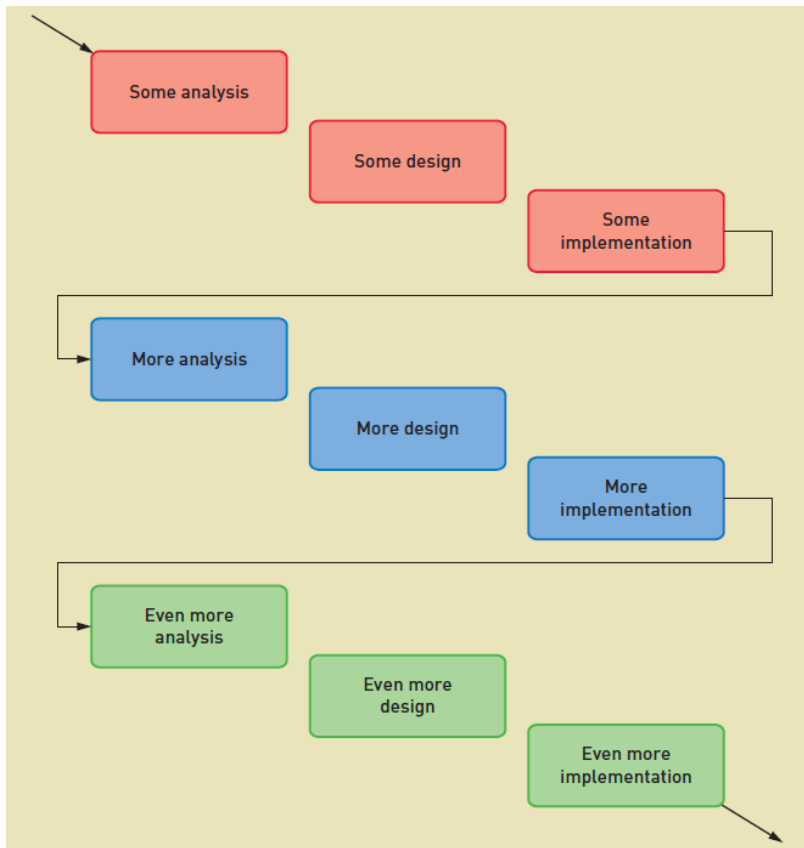 Some analysis
Some design
Some
implementation
More analysis
More design
More
implementation
Even more
analysis
Even more
design
Even more
implementation